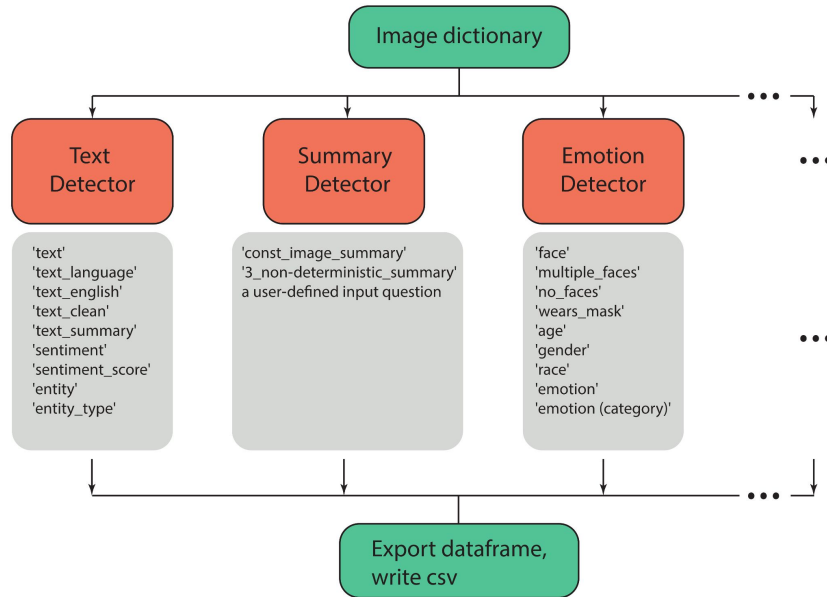 Image dictionary
Text
Detector
Summary
Detector
Emotion
Detector
'text'
'text_language'
'text_english'
'text_clean'
'text_summary'
'sentiment'
'sentiment_score'
'entity'
'entity_type'
'const_image_summary'
'3_non-deterministic_summary'
a user-defined input question
'face'
'multiple_faces'
'no_faces'
'wears_mask'
'age'
'gender'
'race'
'emotion'
'emotion (category)'
Export dataframe,
write csv